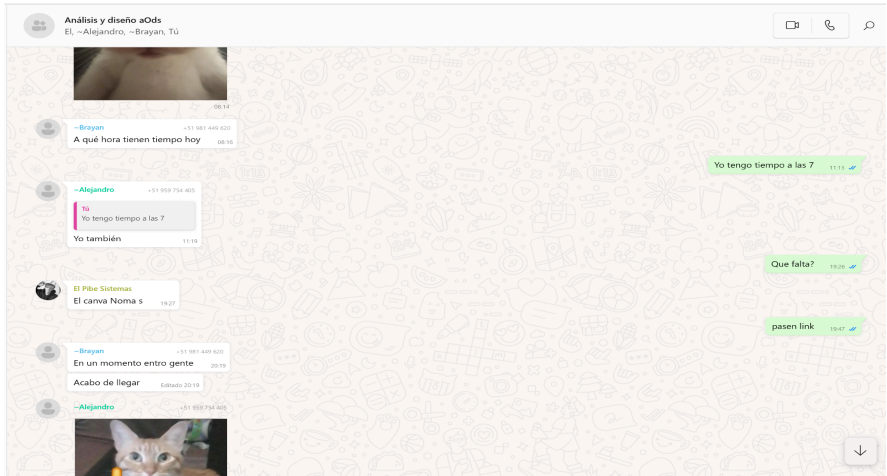 Análisis y diseño aOds
El, ~Alejandro, ~Brayan, Tú
08:14
~Brayan +51 981 449 620
A qué hora tienen tiempo hoy 08:16
Yo tengo tiempo a las 7 11:15
~Alejandro +51 959 734 405
Tú
Yo tengo tiempo a las 7
Yo también 11:19
Que falta? 19:26
El Pibe Sistemas
El canva Noma s 19:27
pasen link 19:47
~Brayan +51 981 449 620
En un momento entro gente 20:19
Acabo de llegar Editado 20:19
~Alejandro +51 959 734 405